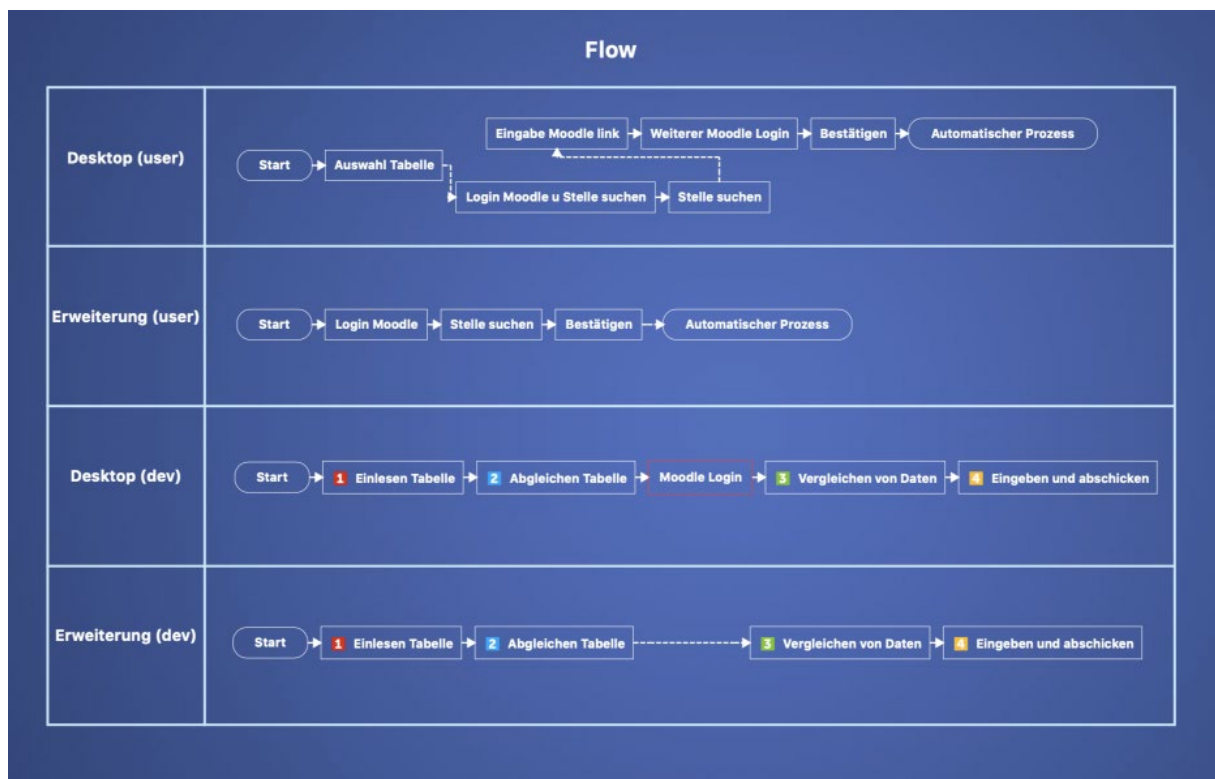 Flow
Desktop (user)
Eingabe Moodle link
Weiterer Moodle Login
Bestätigen
Automatischer Prozess
Start
Auswahl Tabelle
Login Moodle u Stelle suchen
Stelle suchen
Erweiterung (user)
Start
Login Moodle
Stelle suchen
Bestätigen
Automatischer Prozess
Desktop (dev)
Start
1 Einlesen Tabelle
2 Abgleichen Tabelle
Moodle Login
3 Vergleichen von Daten
4 Eingeben und abschicken
Erweiterung (dev)
Start
1 Einlesen Tabelle
2 Abgleichen Tabelle
3 Vergleichen von Daten
4 Eingeben und abschicken